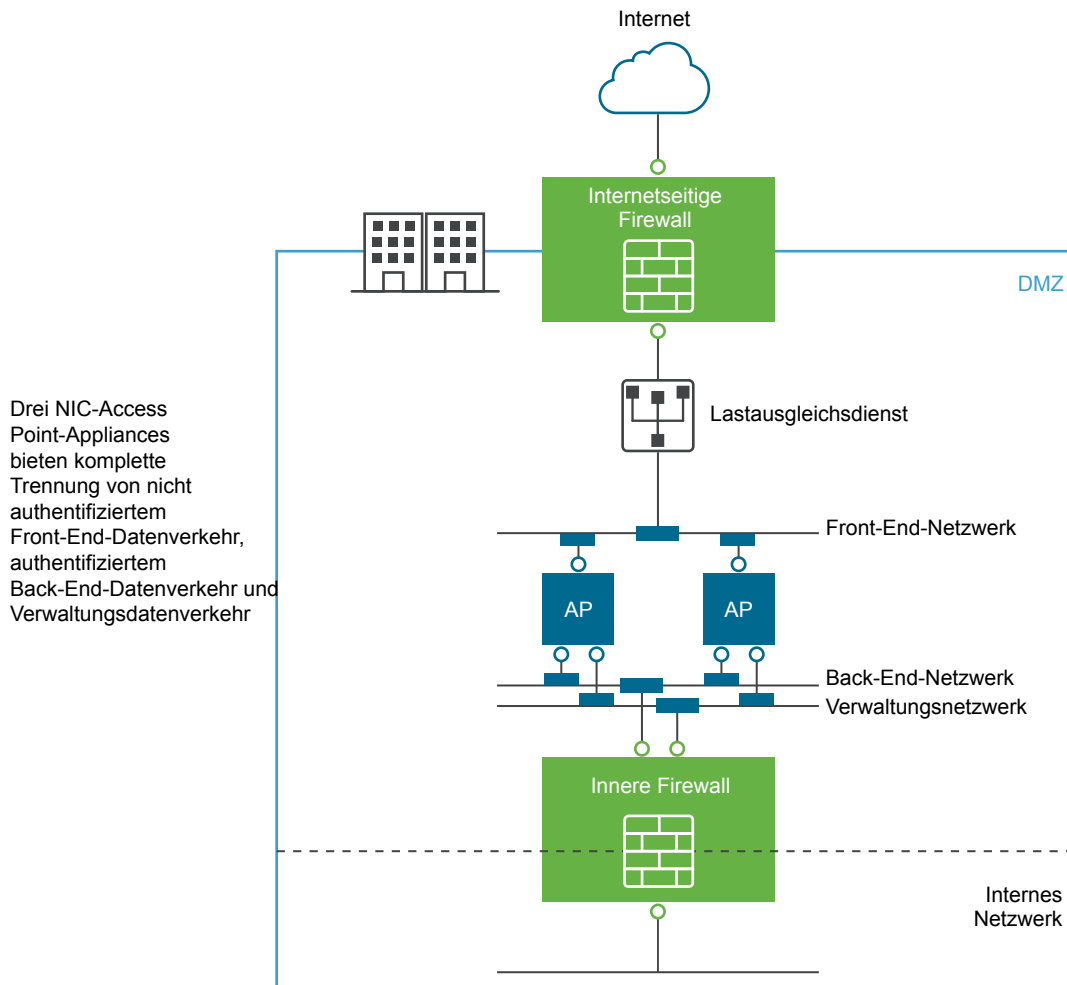 Internet
Internetseitige
Firewall
DMZ
Lastausgleichsdienst
Drei NIC-Access
Point-Appliances
bieten komplette
Trennung von nicht
authentifiziertem
Front-End-Datenverkehr,
authentifiziertem
Back-End-Datenverkehr und
Verwaltungsdatenverkehr
Front-End-Netzwerk
AP
AP
Back-End-Netzwerk
Verwaltungsnetzwerk
Innere Firewall
Internes
Netzwerk